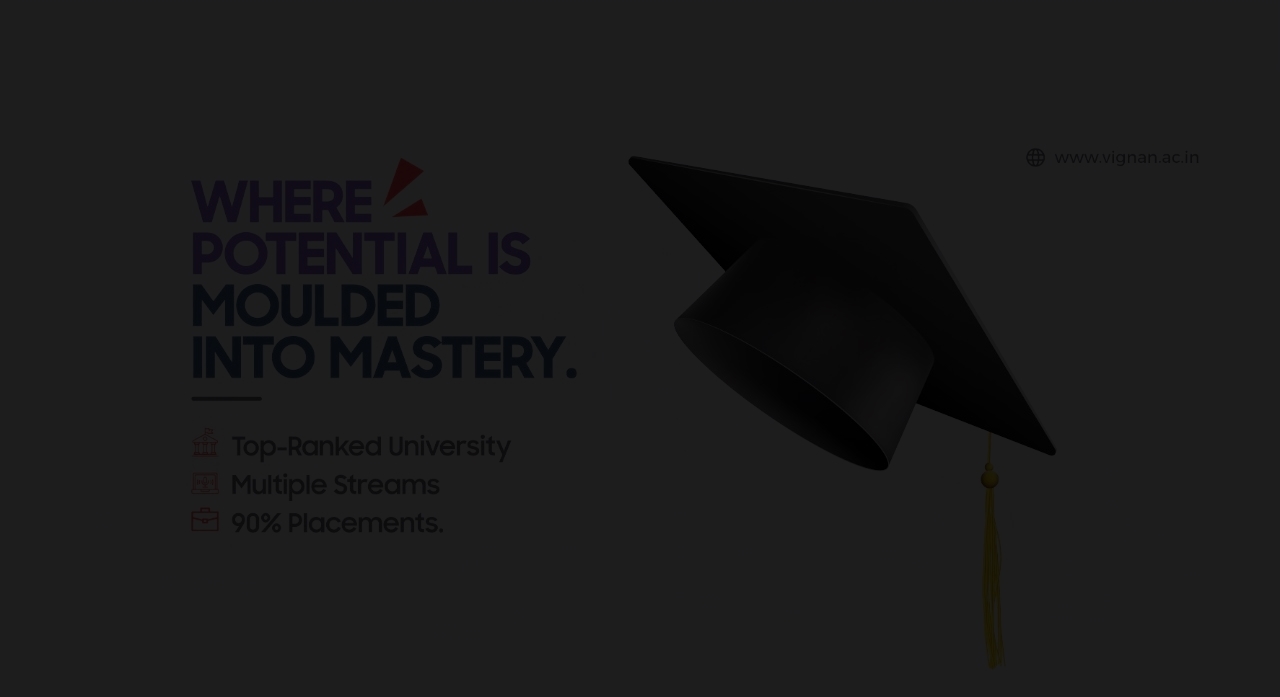 www.vignan.ac.in
WHERE
POTENTIAL IS
MOULDED
INTO MASTERY.
Top-Ranked University
Multiple Streams
90% Placements.